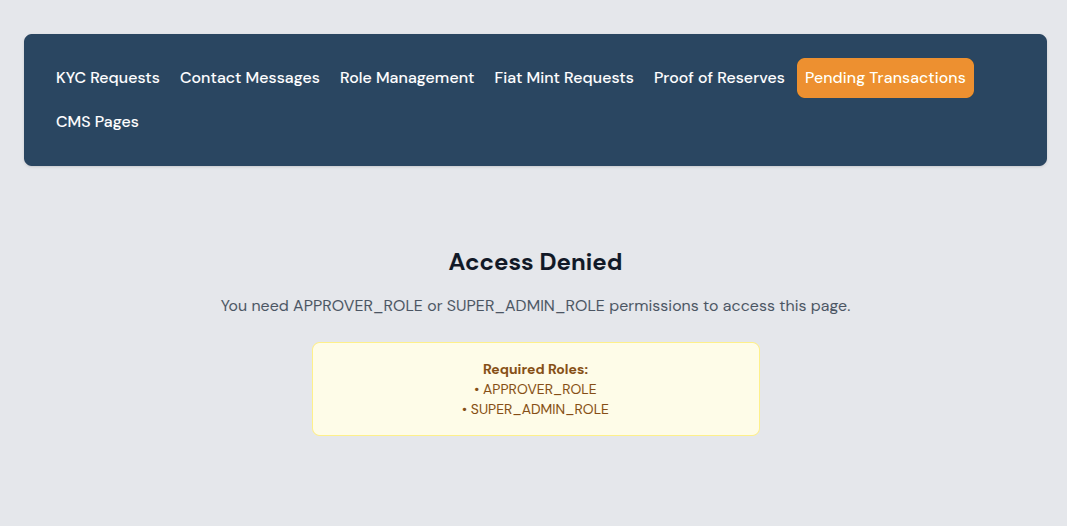 KYC Requests Contact Messages Role Management Fiat Mint Requests Proof of Reserves Pending Transactions
CMS Pages
Access Denied
You need APPROVER_ROLE or SUPER_ADMIN_ROLE permissions to access this page.
Required Roles:
• APPROVER_ROLE
• SUPER_ADMIN_ROLE